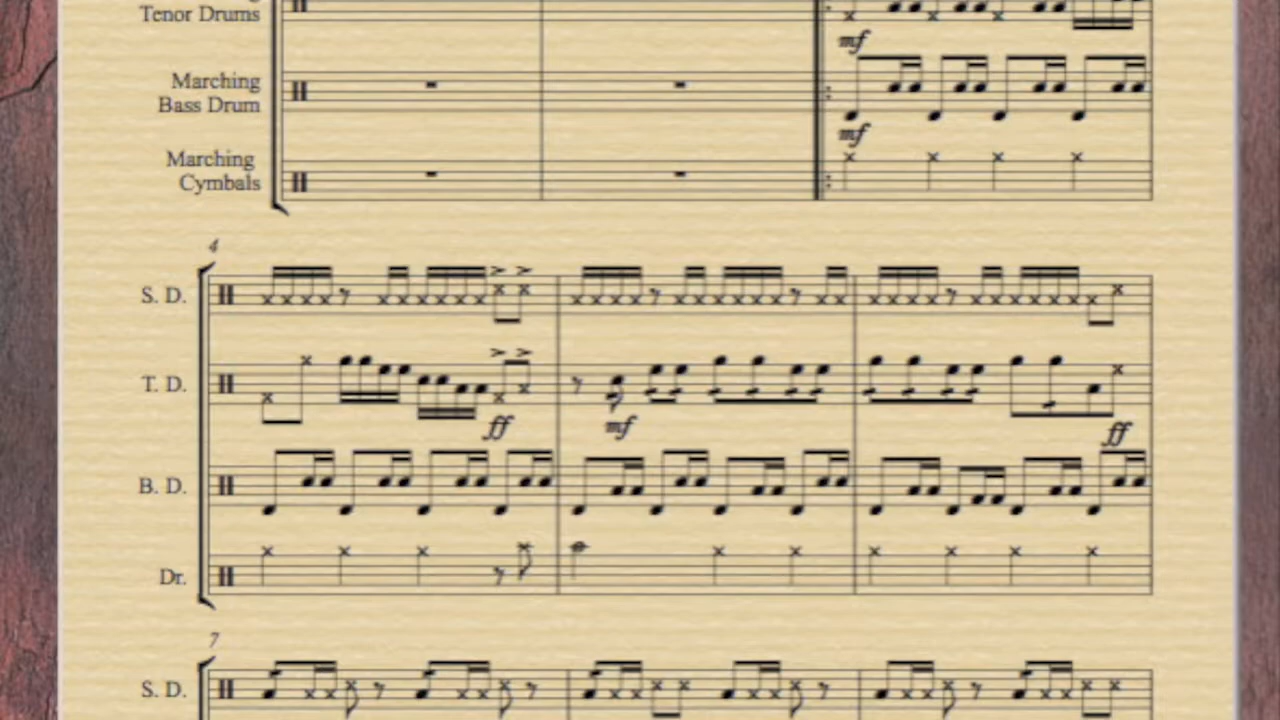 Tenor Drums
mf
Marching
Bass Drum
mf
Marching
Cymbals
4
S. D.
T. D.
ff
mf
ff
B. D.
Dr.
7
S. D.